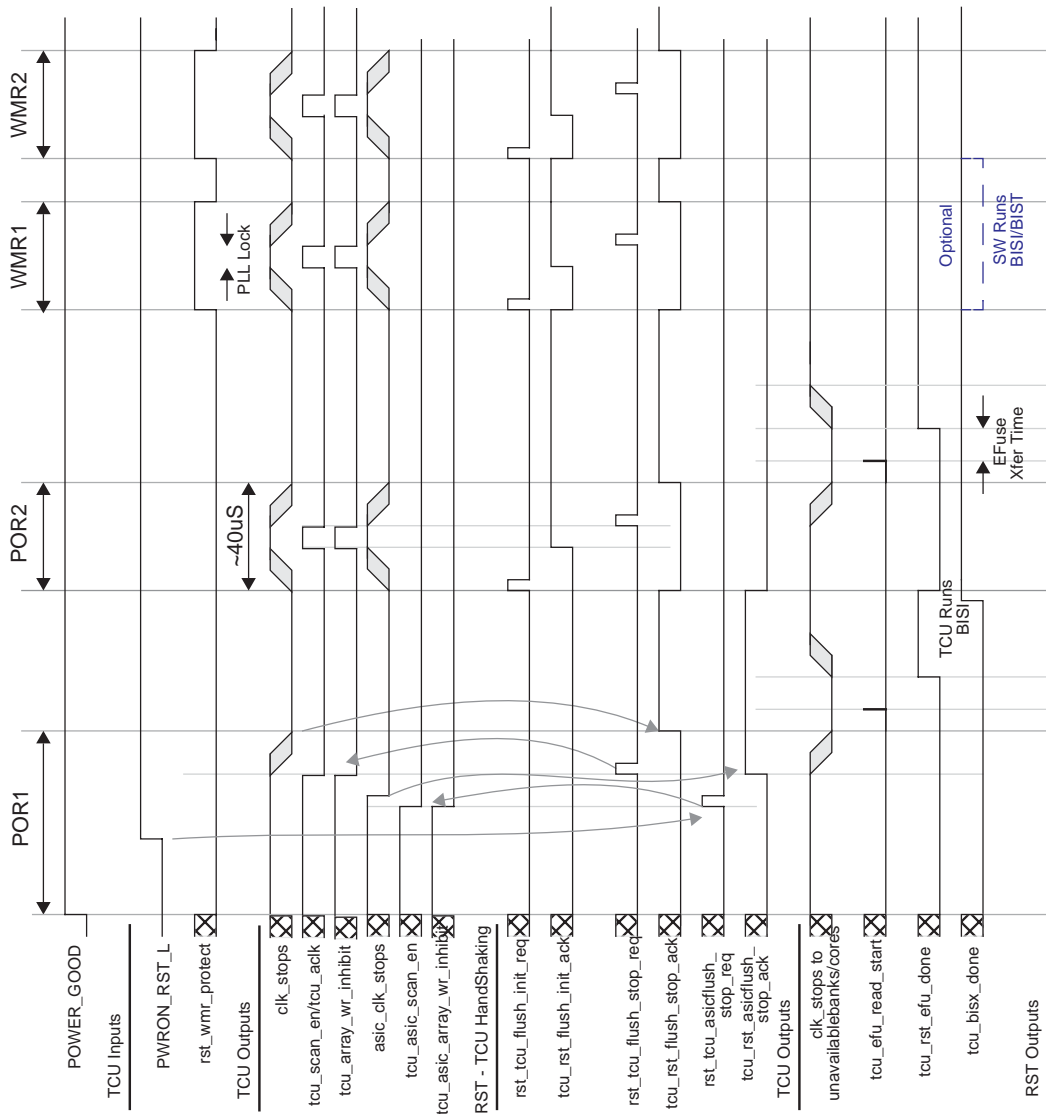 POR1
POR2
WMR1
WMR2
POWER_GOOD
TCU Inputs
PWRON_RST_L
rst_wmr_protect
PLL Lock
TCU Outputs
~40uS
clk_stops
tcu_scan_en/tcu_aclk
tcu_array_wr_inhibit
asic_clk_stops
tcu_asic_scan_en
tcu_asic_array_wr_inhibit
RST - TCU HandShaking
rst_tcu_flush_init_req
tcu_rst_flush_init_ack
rst_tcu_flush_stop_req
tcu_rst_flush_stop_ack
rst_tcu_asicflush_
stop_req
tcu_rst_asicflush_
stop_ack
TCU Outputs
clk_stops to
unavailablebanks/cores
tcu_efu_read_start
tcu_rst_efu_done
TCU Runs
BISI
Optional
tcu_bisx_done
EFuse
Xfer Time
SW Runs
BISI/BIST
RST Outputs